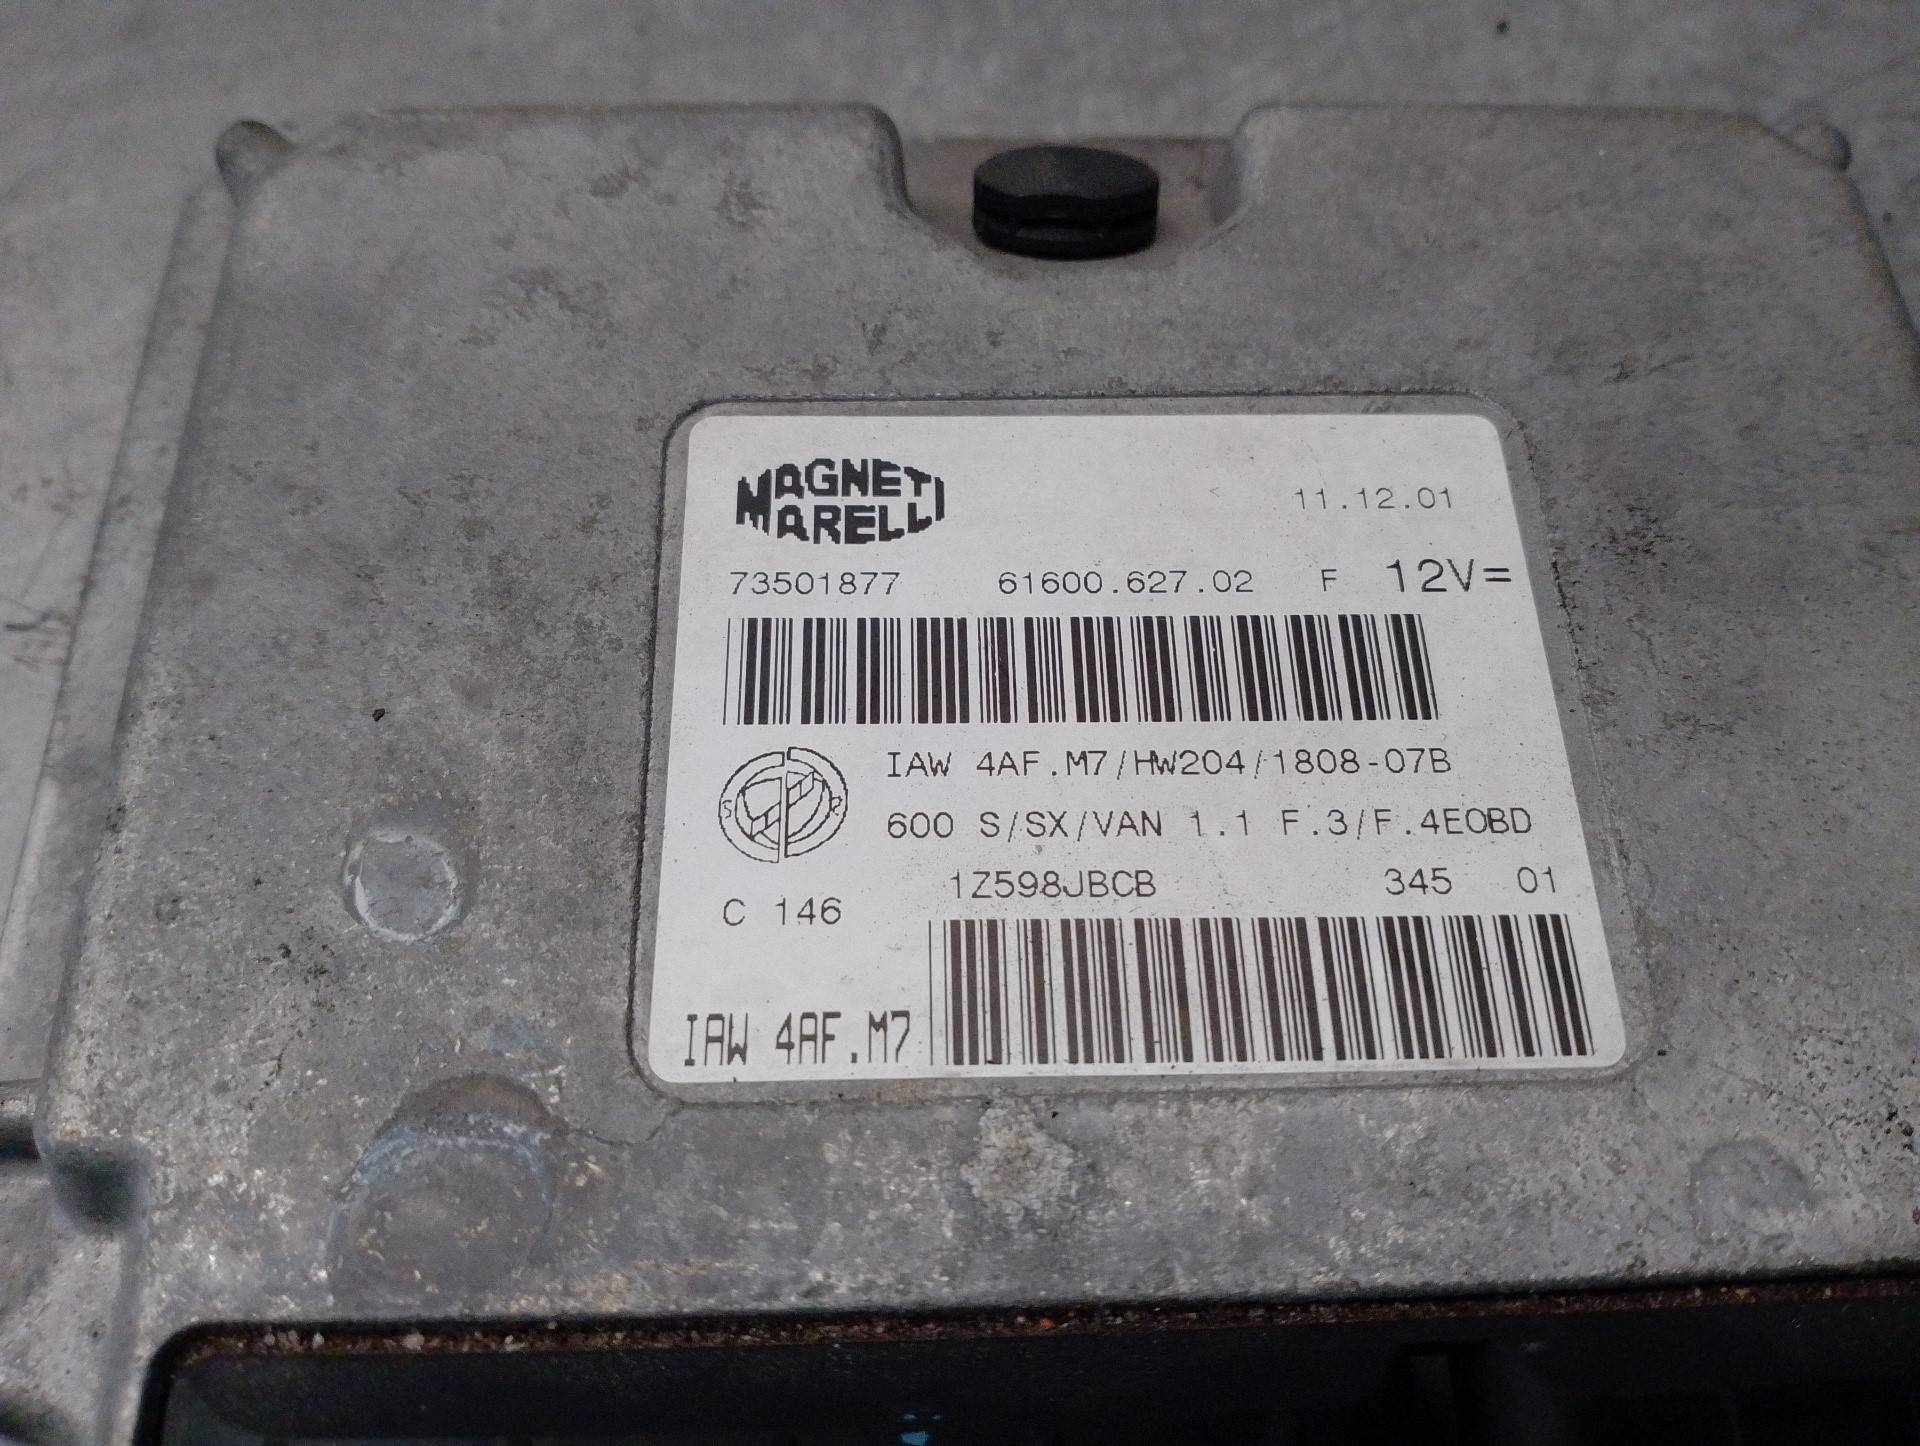 MAGNETI MARELLI
11.12.01
73501877 61600.627.02 F 12V=
IAW 4AF.M7/HW204/1808-07B
600 S/SX/VAN 1.1 F.3/F.4EOBD
1Z598JBCB 345 01
C 146
IAW 4AF.M7